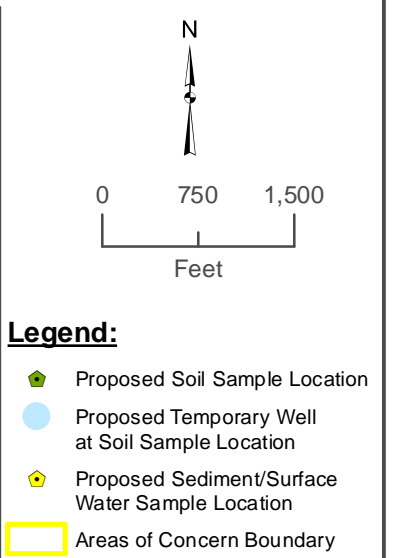 N
0 750 1,500
Feet
Legend:
Proposed Soil Sample Location
Proposed Temporary Well
at Soil Sample Location
Proposed Sediment/Surface
Water Sample Location
Areas of Concern Boundary